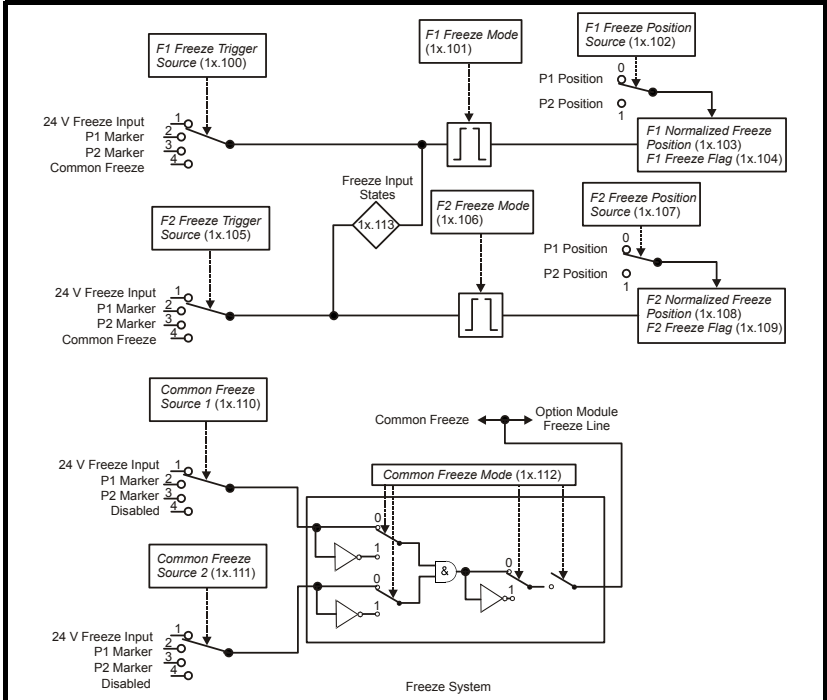 F1 Freeze Trigger
Source (1x.100)
F1 Freeze Mode
(1x.101)
F1 Freeze Position
Source (1x.102)
0
P1 Position
P2 Position
1
24 V Freeze Input
P1 Marker
P2 Marker
Common Freeze
1
2
3
4
F1 Normalized Freeze
Position (1x.103)
F1 Freeze Flag (1x.104)
Freeze Input
States
1x.113
F2 Freeze Trigger
Source (1x.105)
F2 Freeze Mode
(1x.106)
F2 Freeze Position
Source (1x.107)
0
P1 Position
P2 Position
1
24 V Freeze Input
P1 Marker
P2 Marker
Common Freeze
1
2
3
4
F2 Normalized Freeze
Position (1x.108)
F2 Freeze Flag (1x.109)
Common Freeze
Source 1 (1x.110)
Common Freeze
Option Module
Freeze Line
24 V Freeze Input
P1 Marker
P2 Marker
Disabled
1
2
3
4
Common Freeze Mode (1x.112)
0
1
0
1
&
0
1
Common Freeze
Source 2 (1x.111)
24 V Freeze Input
P1 Marker
P2 Marker
Disabled
1
2
3
4
Freeze System